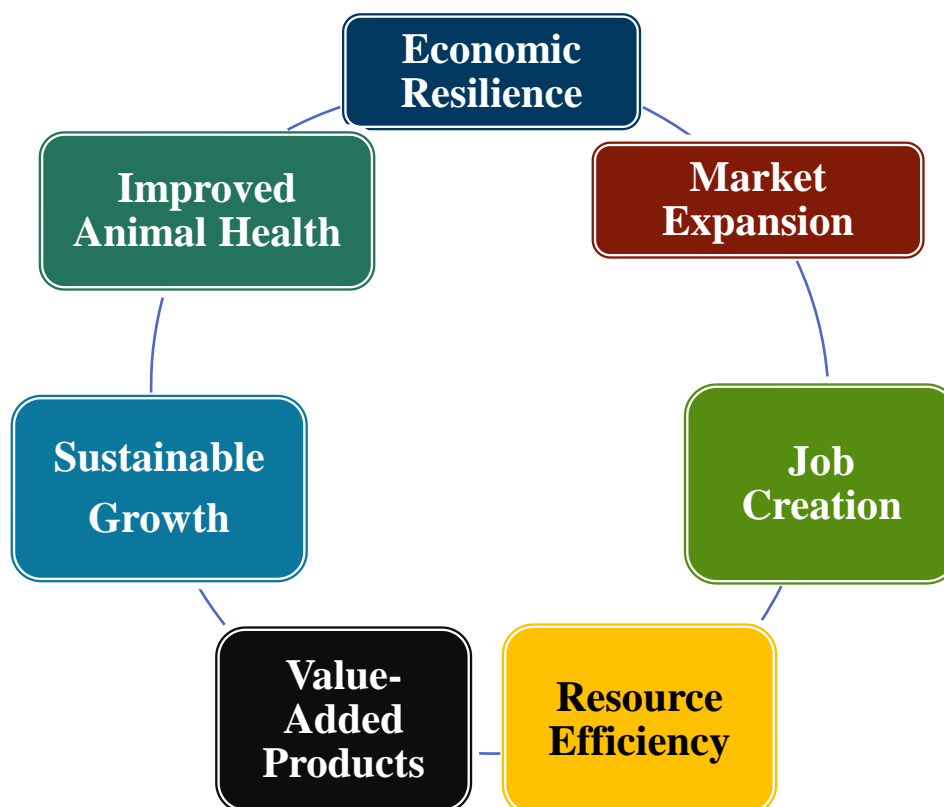 Economic
Resilience
Market
Expansion
Job
Creation
Resource
Efficiency
Value-
Added
Products
Sustainable
Growth
Improved
Animal Health